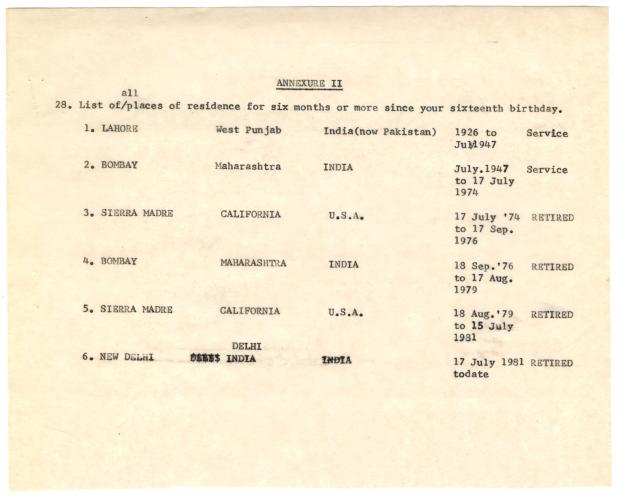 ANNEXURE II
all
28. List of/places of residence for six months or more since your sixteenth birthday.
1. LAHORE West Punjab India(now Pakistan) 1926 to Service
July1947
2. BOMBAY Maharashtra INDIA July.1947 Service
to 17 July
1974
3. SIERRA MADRE CALIFORNIA U.S.A. 17 July '74 RETIRED
to 17 Sep.
1976
4. BOMBAY MAHARASHTRA INDIA 18 Sep.'76 RETIRED
to 17 Aug.
1979
5. SIERRA MADRE CALIFORNIA U.S.A. 18 Aug.'79 RETIRED
to 15 July
1981
DELHI
6. NEW DELHI INDIA INDIA 17 July 1981 RETIRED
todate